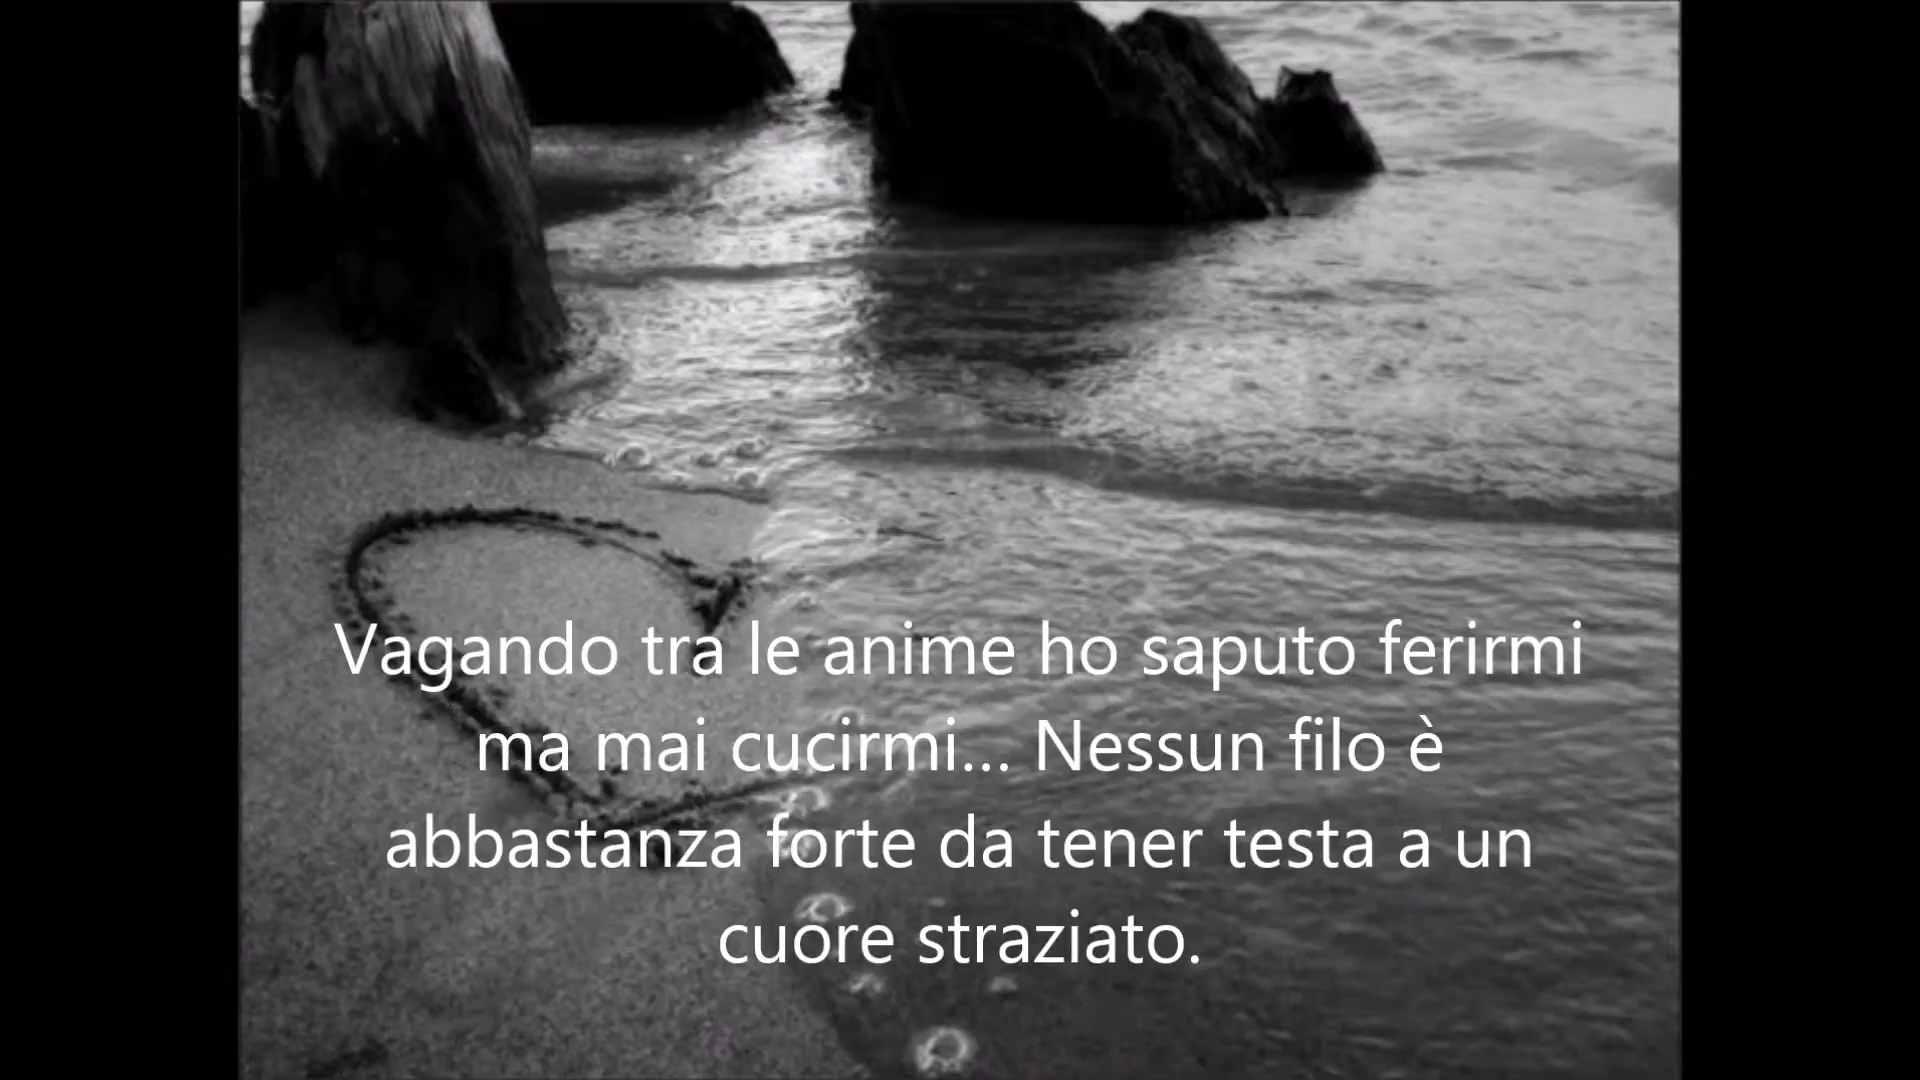 Vagando tra le anime ho saputo ferirmi
ma mai cucirmi... Nessun filo è
abbastanza forte da tener testa a un
cuore straziato.